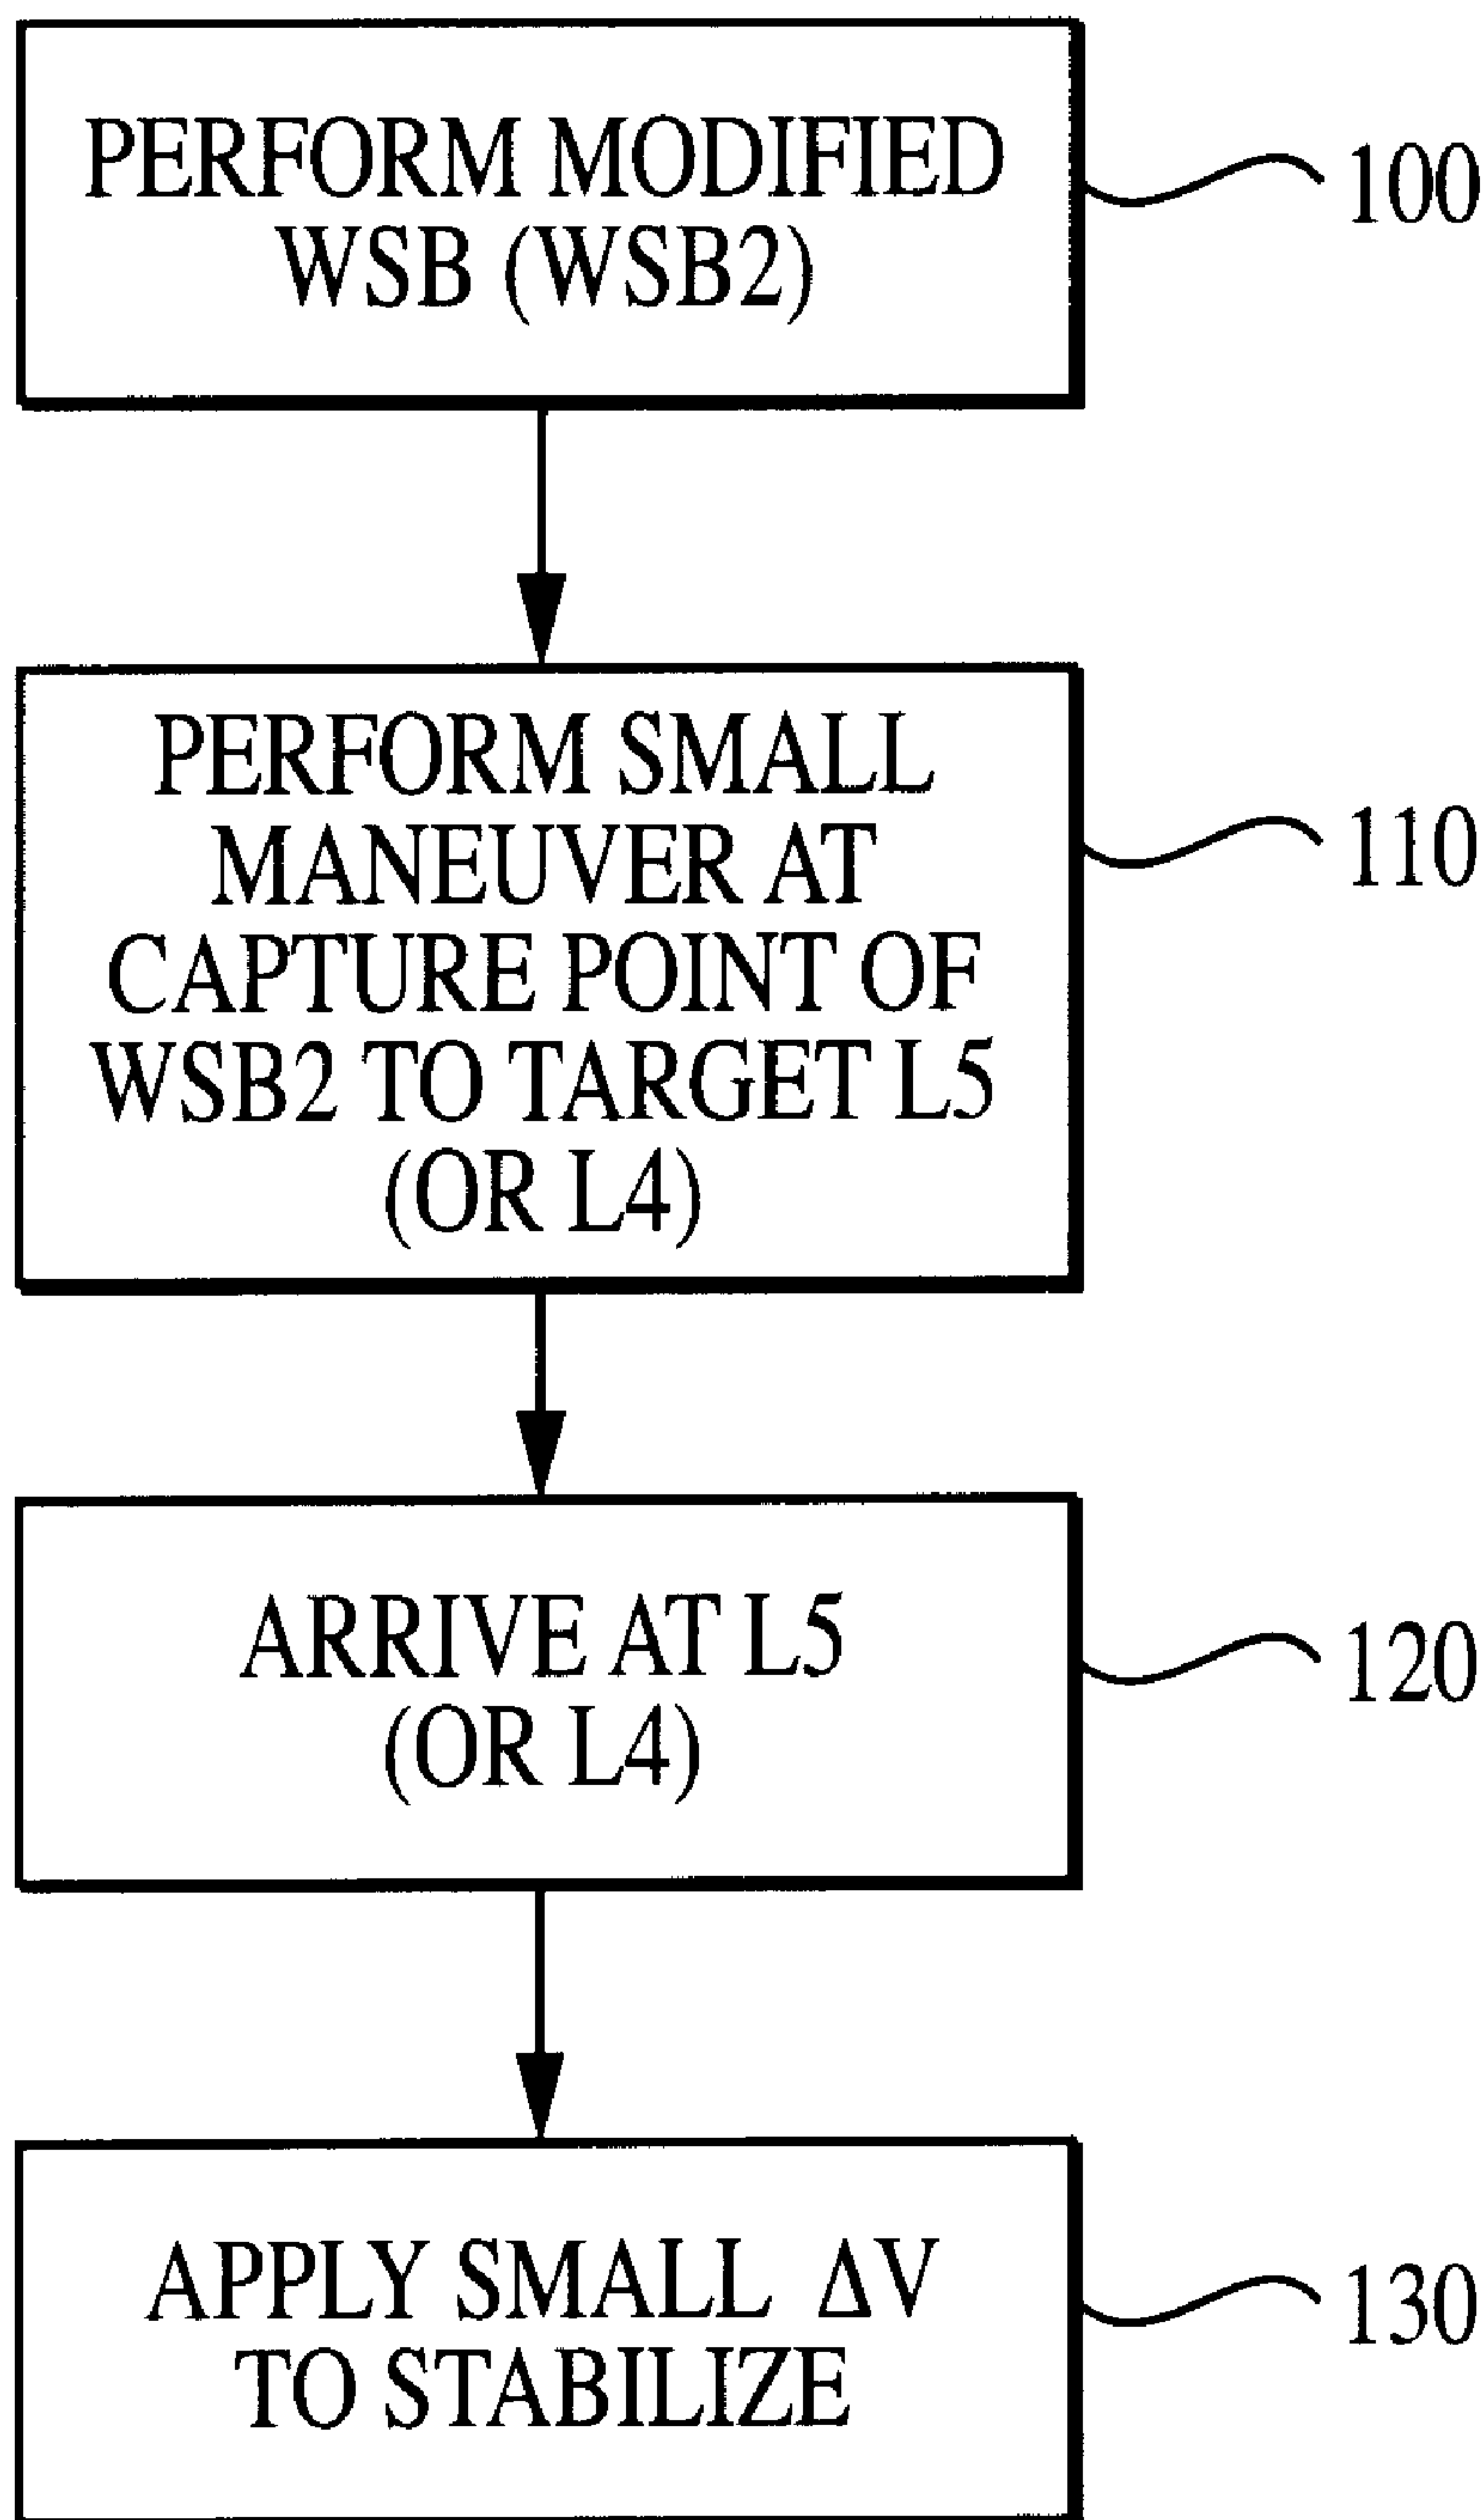 PERFORM MODIFIED
WSB (WSB2)
100
PERFORM SMALL
MANEUVER AT
CAPTURE POINT OF
WSB2 TO TARGET L5
(OR L4)
110
ARRIVE AT L5
(OR L4)
120
APPLY SMALL ΔV
TO STABILIZE
130